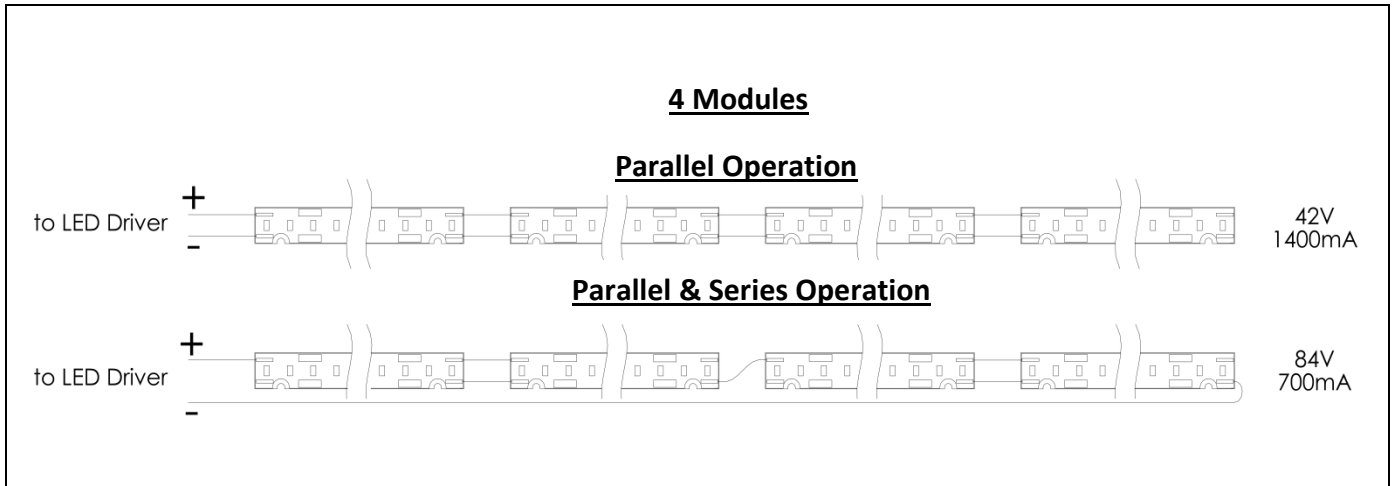 4 Modules
Parallel Operation
+
to LED Driver
-
42V
1400mA
Parallel & Series Operation
+
to LED Driver
-
84V
700mA